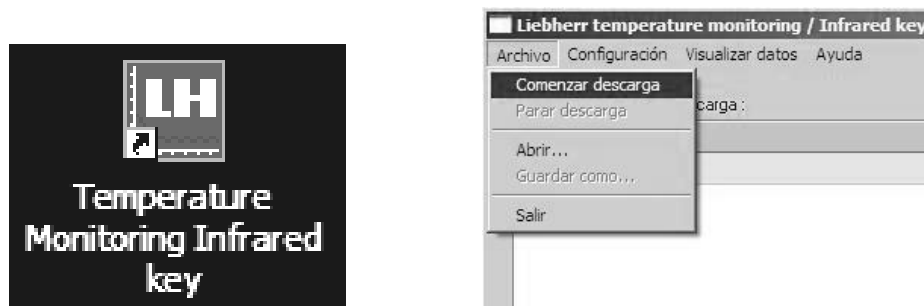 LH
Temperature
Monitoring Infrared
key
Liebherr temperature monitoring / Infrared key
Archivo Configuración Visualizar datos Ayuda
Comenzar descarga
Parar descarga
carga :
Abrir...
Guardar como...
Salir